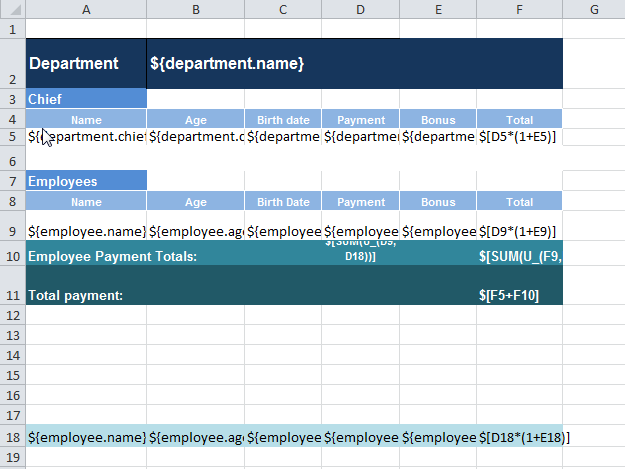 A B C D E F G
1
2 Department ${department.name}
3 Chief
4 Name Age Birth date Payment Bonus Total
5 ${department.chief ${department.c ${departme ${departmen ${departme $[D5*(1+E5)]
6
7 Employees
8 Name Age Birth Date Payment Bonus Total
9 ${employee.name} ${employee.age ${employee ${employee ${employee $[D9*(1+E9)]
$[SUM(U_(D9,
10 Employee Payment Totals: D18))] $[SUM(U_(F9,
11 Total payment: $[F5+F10]
12
13
14
15
16
17
18 ${employee.name} ${employee.age ${employee ${employee ${employee $[D18*(1+E18)]
19